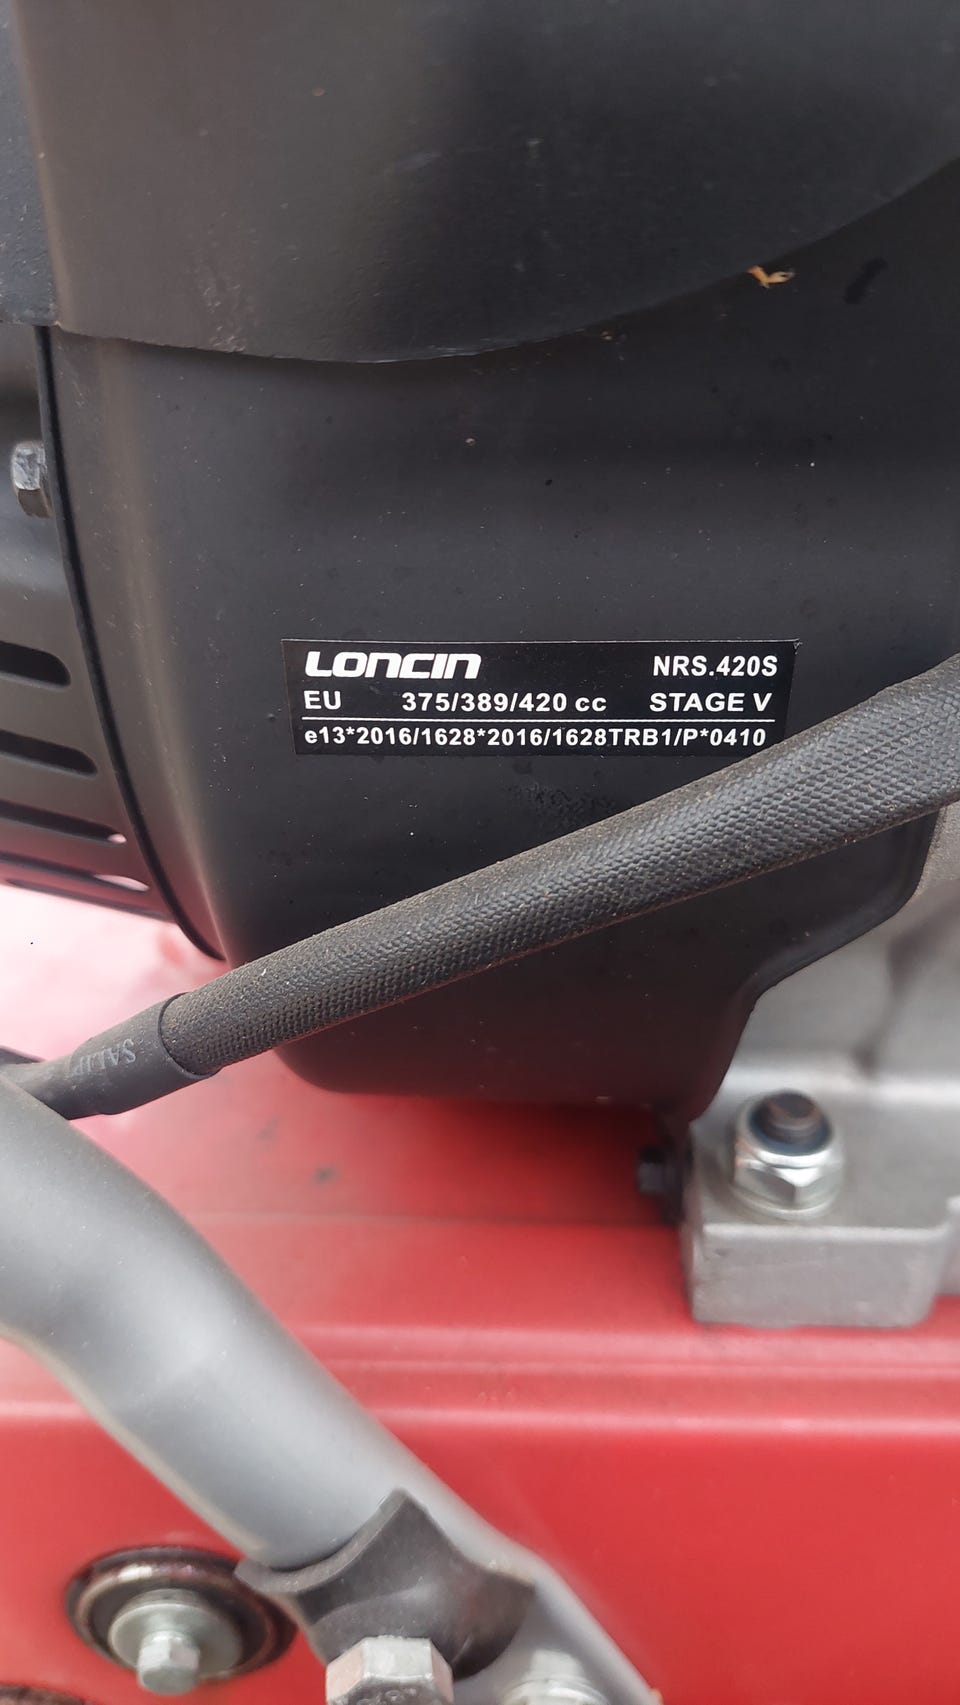 LONCIN NRS.420S
EU 375/389/420 cc STAGE V
e13*2016/1628*2016/1628TRB1/P*0410